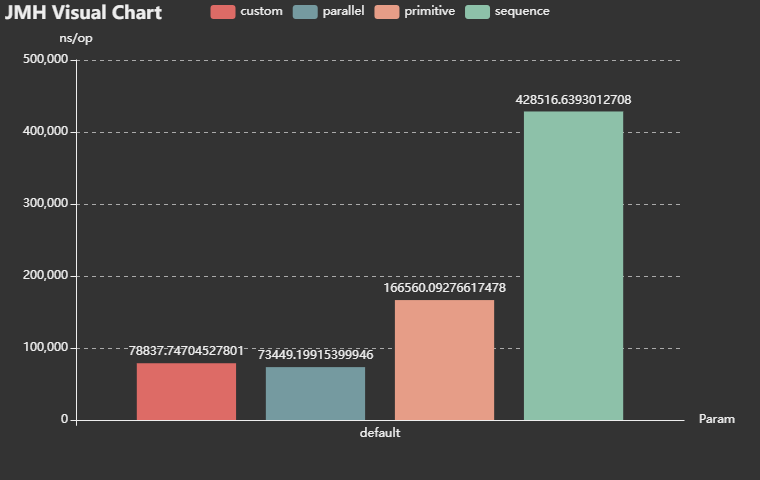 JMH Visual Chart
custom parallel primitive sequence
ns/op
500,000
428516.6393012708
400,000
300,000
166560.09276617478
200,000
78837.74704527801
73449.19915399946
100,000
0
Param
default